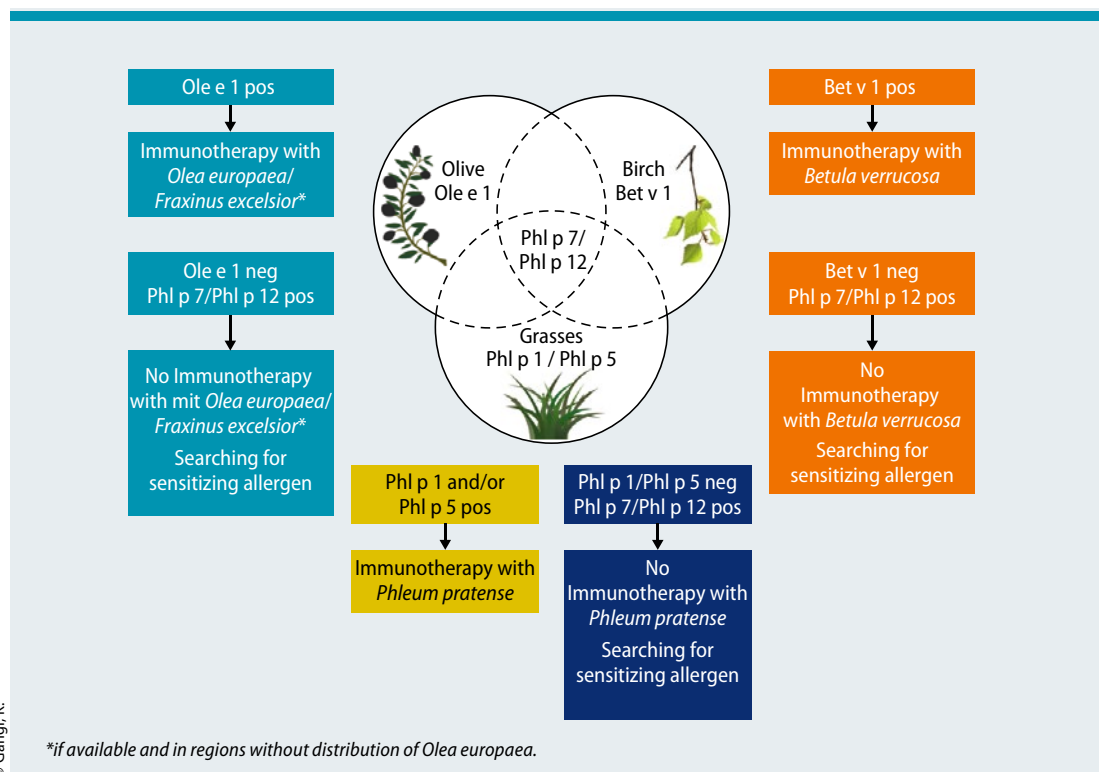 Ole e 1 pos
Immunotherapy with
Olea europaea/
Fraxinus excelsior*
Ole e 1 neg
Phl p 7/Phl p 12 pos
No Immunotherapy
with mit Olea europaea/
Fraxinus excelsior*
Searching for
sensitizing allergen
Olive
Ole e 1
Birch
Bet v 1
Phl p 7/
Phl p 12
Grasses
Phl p 1 / Phl p 5
Bet v 1 pos
Immunotherapy with
Betula verrucosa
Bet v 1 neg
Phl p 7/Phl p 12 pos
No
Immunotherapy
with Betula verrucosa
Searching for
sensitizing allergen
Phl p 1 and/or
Phl p 5 pos
Immunotherapy with
Phleum pratense
Phl p 1/Phl p 5 neg
Phl p 7/Phl p 12 pos
No
Immunotherapy with
Phleum pratense
Searching for
sensitizing allergen
*if available and in regions without distribution of Olea europaea.